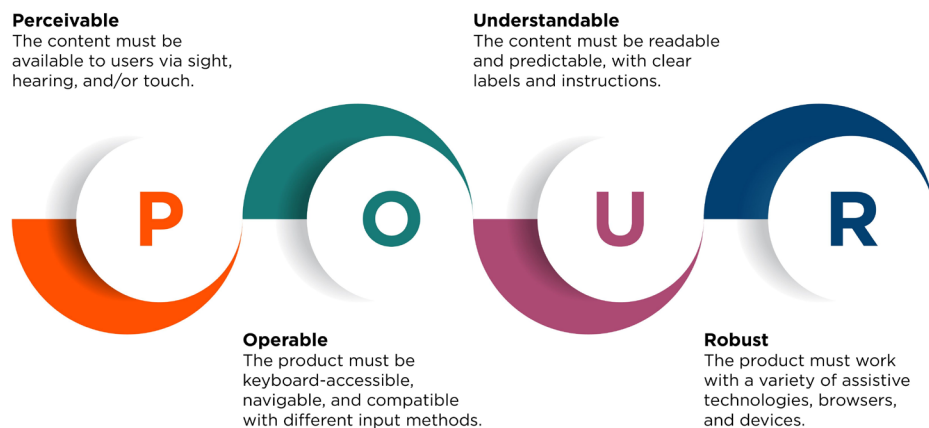 Perceivable
The content must be
available to users via sight,
hearing, and/or touch.
Understandable
The content must be readable
and predictable, with clear
labels and instructions.
P
O
U
R
Operable
The product must be
keyboard-accessible,
navigable, and compatible
with different input methods.
Robust
The product must work
with a variety of assistive
technologies, browsers,
and devices.